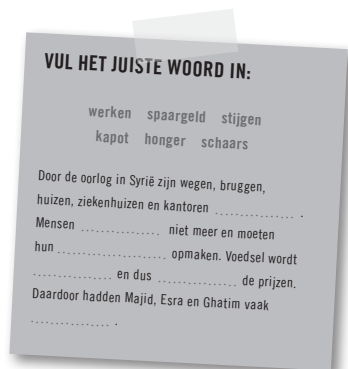 VUL HET JUISTE WOORD IN:
werken spaargeld stijgen
kapot honger schaars
Door de oorlog in Syrië zijn wegen, bruggen,
huizen, ziekenhuizen en kantoren ................ .
Mensen ................ niet meer en moeten
hun ...................... opmaken. Voedsel wordt
................ en dus ................ de prijzen.
Daardoor hadden Majid, Esra en Ghatim vaak
................ .